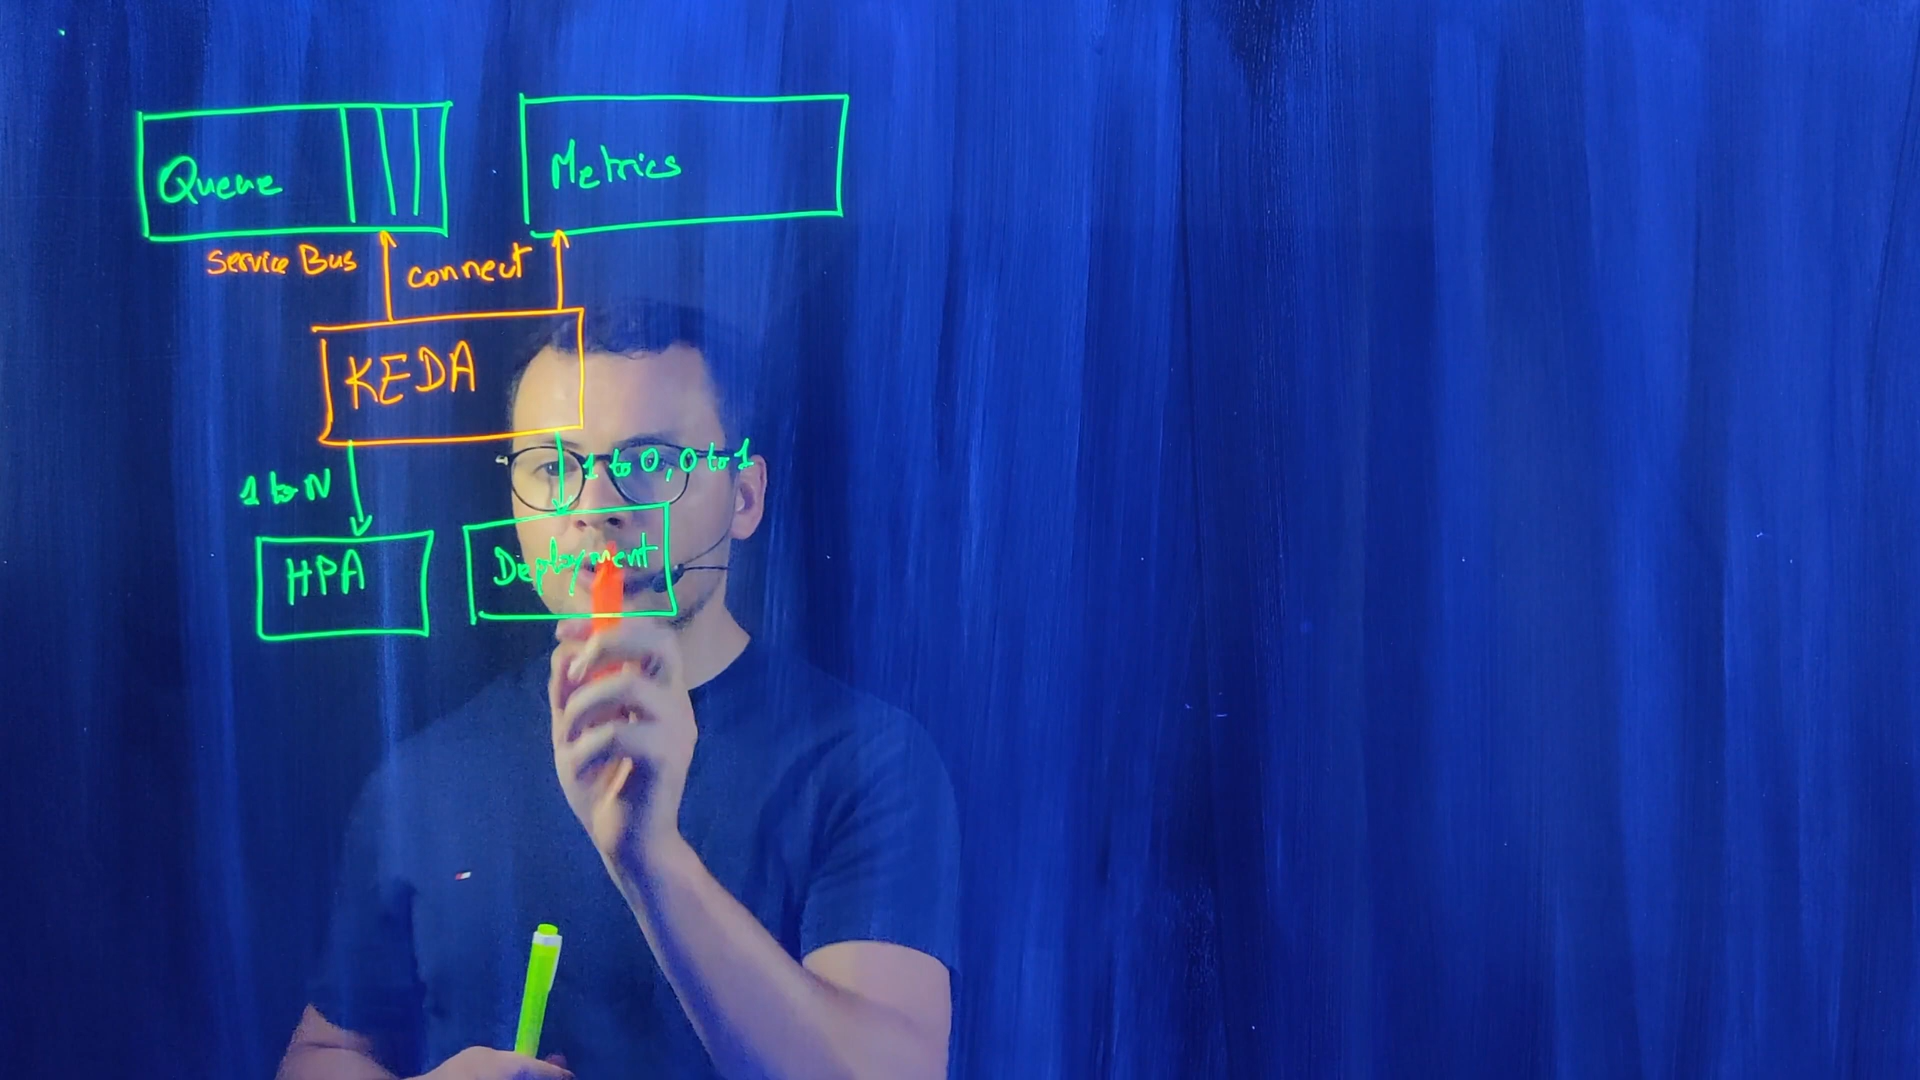 Queue
Metrics
Service Bus
connect
KEDA
1 to N
1 to 0, 0 to 1
HPA
Deployment